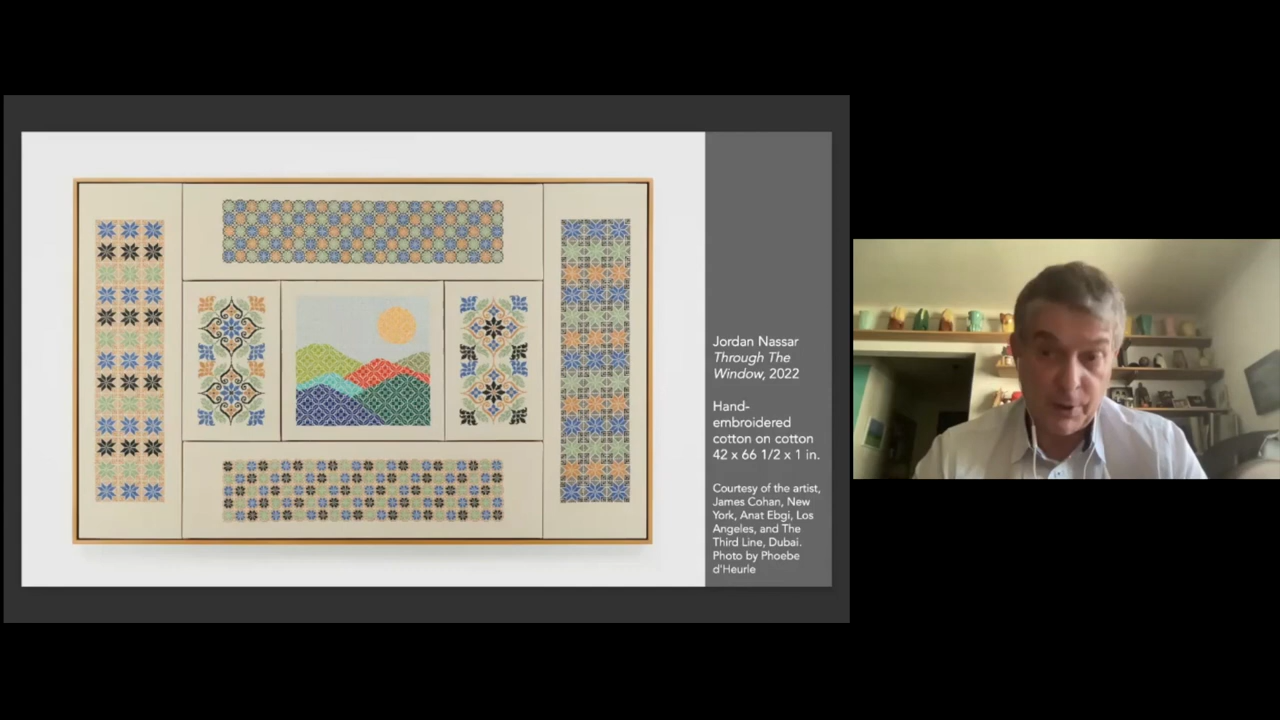 Jordan Nassar
Through The
Window, 2022
Hand-
embroidered
cotton on cotton
42 x 66 1/2 x 1 in.
Courtesy of the artist,
James Cohan, New
York, Anat Ebgi, Los
Angeles, and The
Third Line, Dubai.
Photo by Phoebe
d'Heurle